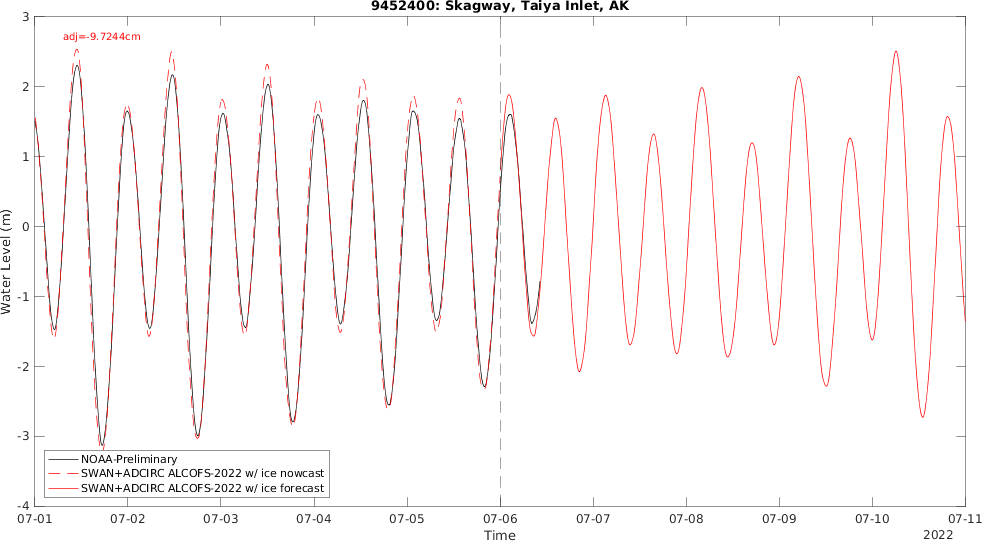 9452400: Skagway, Taiya Inlet, AK
adj=-9.7244cm
3
2
1
0
-1
-2
-3
-4
Water Level (m)
NOAA-Preliminary
SWAN+ADCIRC ALCOFS-2022 w/ ice nowcast
SWAN+ADCIRC ALCOFS-2022 w/ ice forecast
07-01 07-02 07-03 07-04 07-05 07-06 07-07 07-08 07-09 07-10 07-11
Time
2022